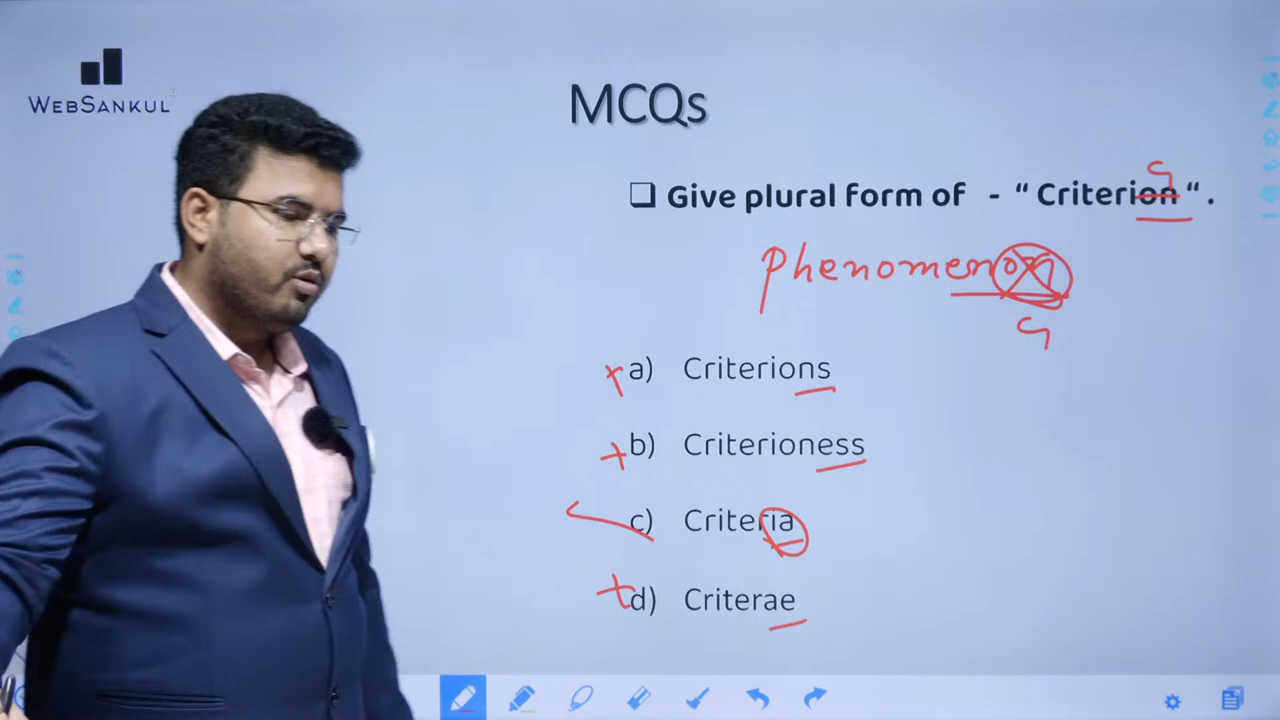 WEBSANKUL
MCQs
❑ Give plural form of - “ Criterion “ .
phenomenon
a) Criterions
b) Criterioness
c) Criteria
d) Criterae